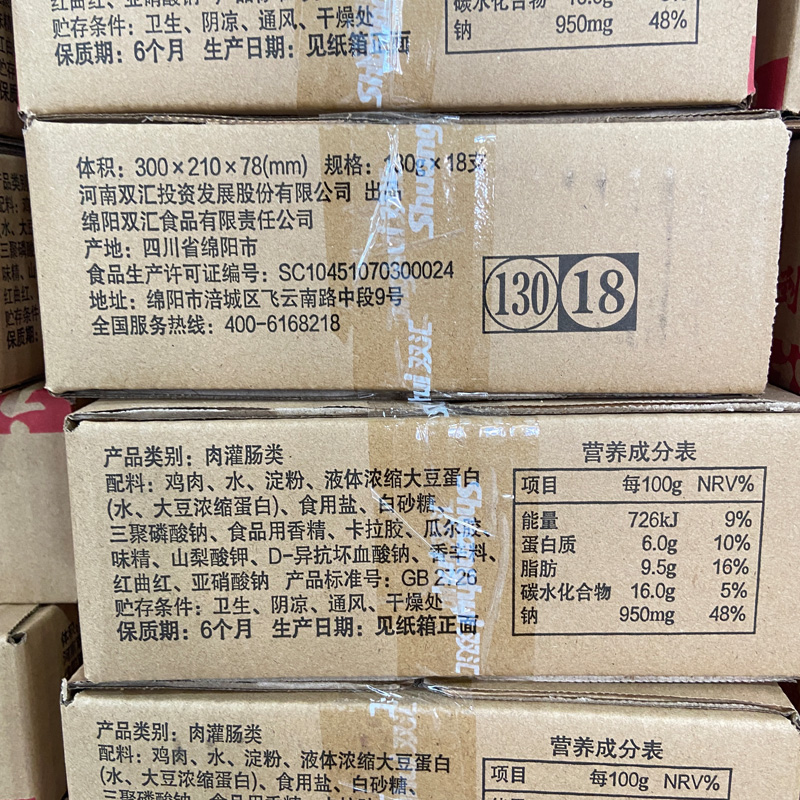 贮存条件：卫生、阴凉、通风、干燥处
保质期：6个月 生产日期：见纸箱正面
碳水化合物
钠 950mg 48%
体积：300×210×78(mm) 规格：130g×18支
河南双汇投资发展股份有限公司 出品
绵阳双汇食品有限责任公司
产地：四川省绵阳市
食品生产许可证编号：SC10451070300024
地址：绵阳市涪城区飞云南路中段9号
全国服务热线：400-6168218
130 18
Shuanghui 双汇
产品类别：肉灌肠类
配料：鸡肉、水、淀粉、液体浓缩大豆蛋白
(水、大豆浓缩蛋白)、食用盐、白砂糖、
三聚磷酸钠、食品用香精、卡拉胶、瓜尔胶、
味精、山梨酸钾、D-异抗坏血酸钠、香辛料、
红曲红、亚硝酸钠 产品标准号：GB 2726
贮存条件：卫生、阴凉、通风、干燥处
保质期：6个月 生产日期：见纸箱正面
营养成分表
项目 每100g NRV%
能量 726kJ 9%
蛋白质 6.0g 10%
脂肪 9.5g 16%
碳水化合物 16.0g 5%
钠 950mg 48%
产品类别：肉灌肠类
配料：鸡肉、水、淀粉、液体浓缩大豆蛋白
(水、大豆浓缩蛋白)、食用盐、白砂糖、
营养成分表
项目 每100g NRV%